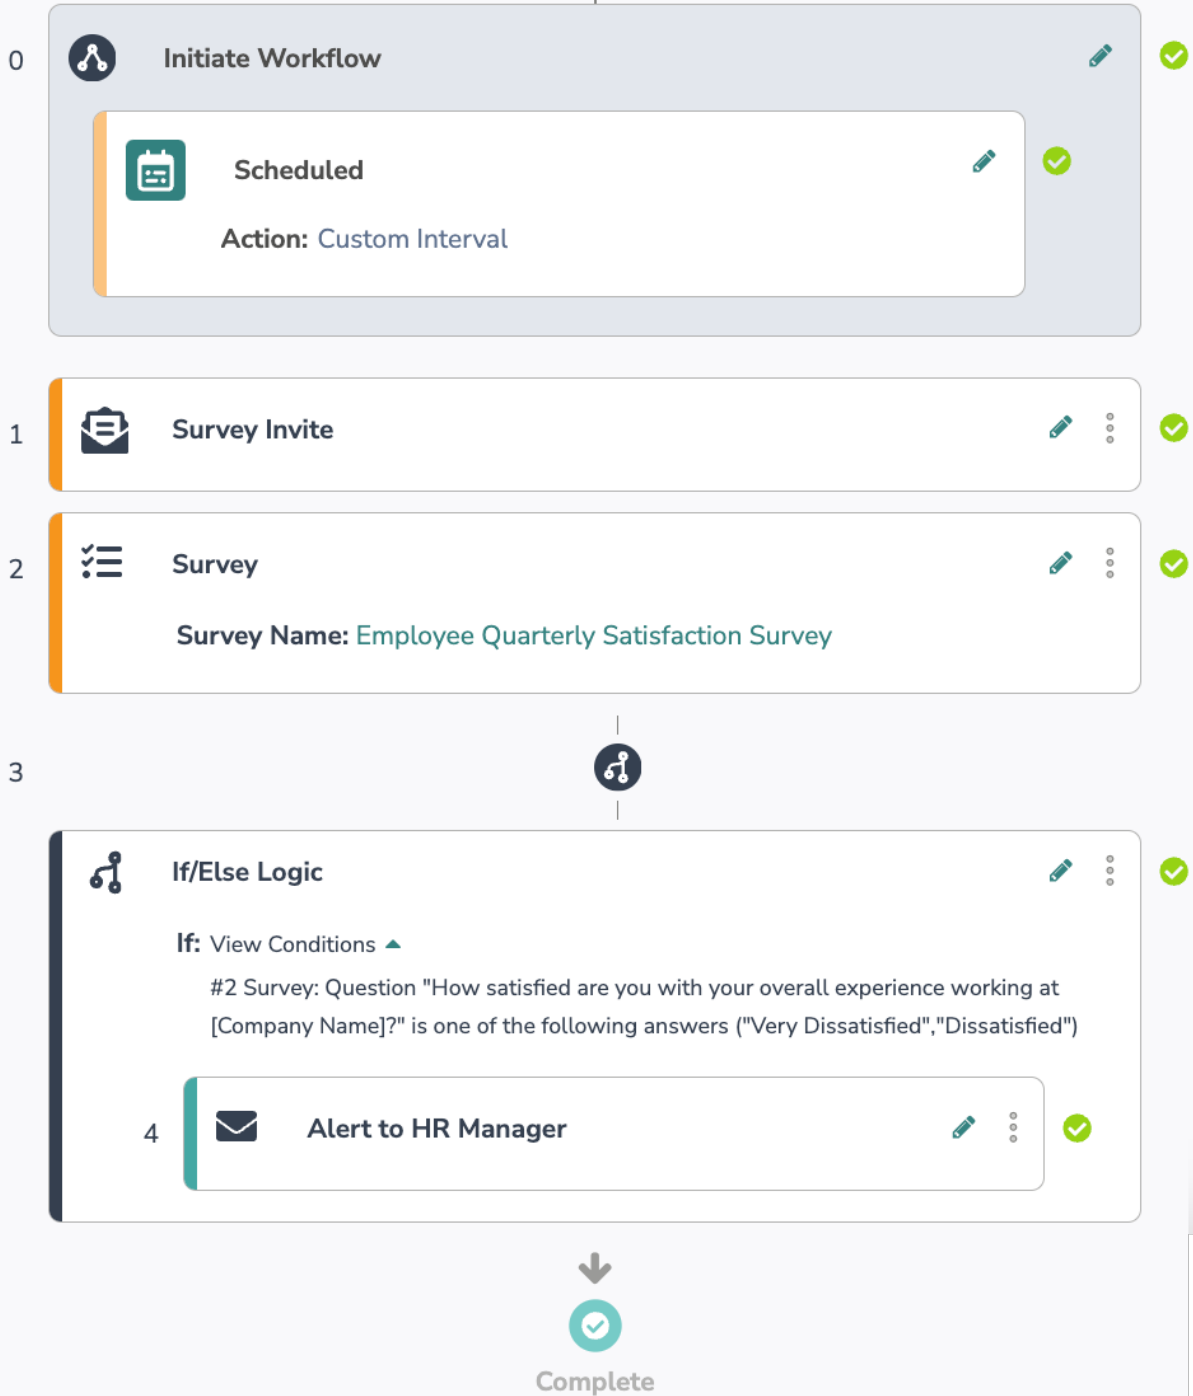 0
Initiate Workflow
Scheduled
Action: Custom Interval
1
Survey Invite
2
Survey
Survey Name: Employee Quarterly Satisfaction Survey
3
If/Else Logic
If: View Conditions
#2 Survey: Question "How satisfied are you with your overall experience working at
[Company Name]?" is one of the following answers ("Very Dissatisfied","Dissatisfied")
4
Alert to HR Manager
Complete